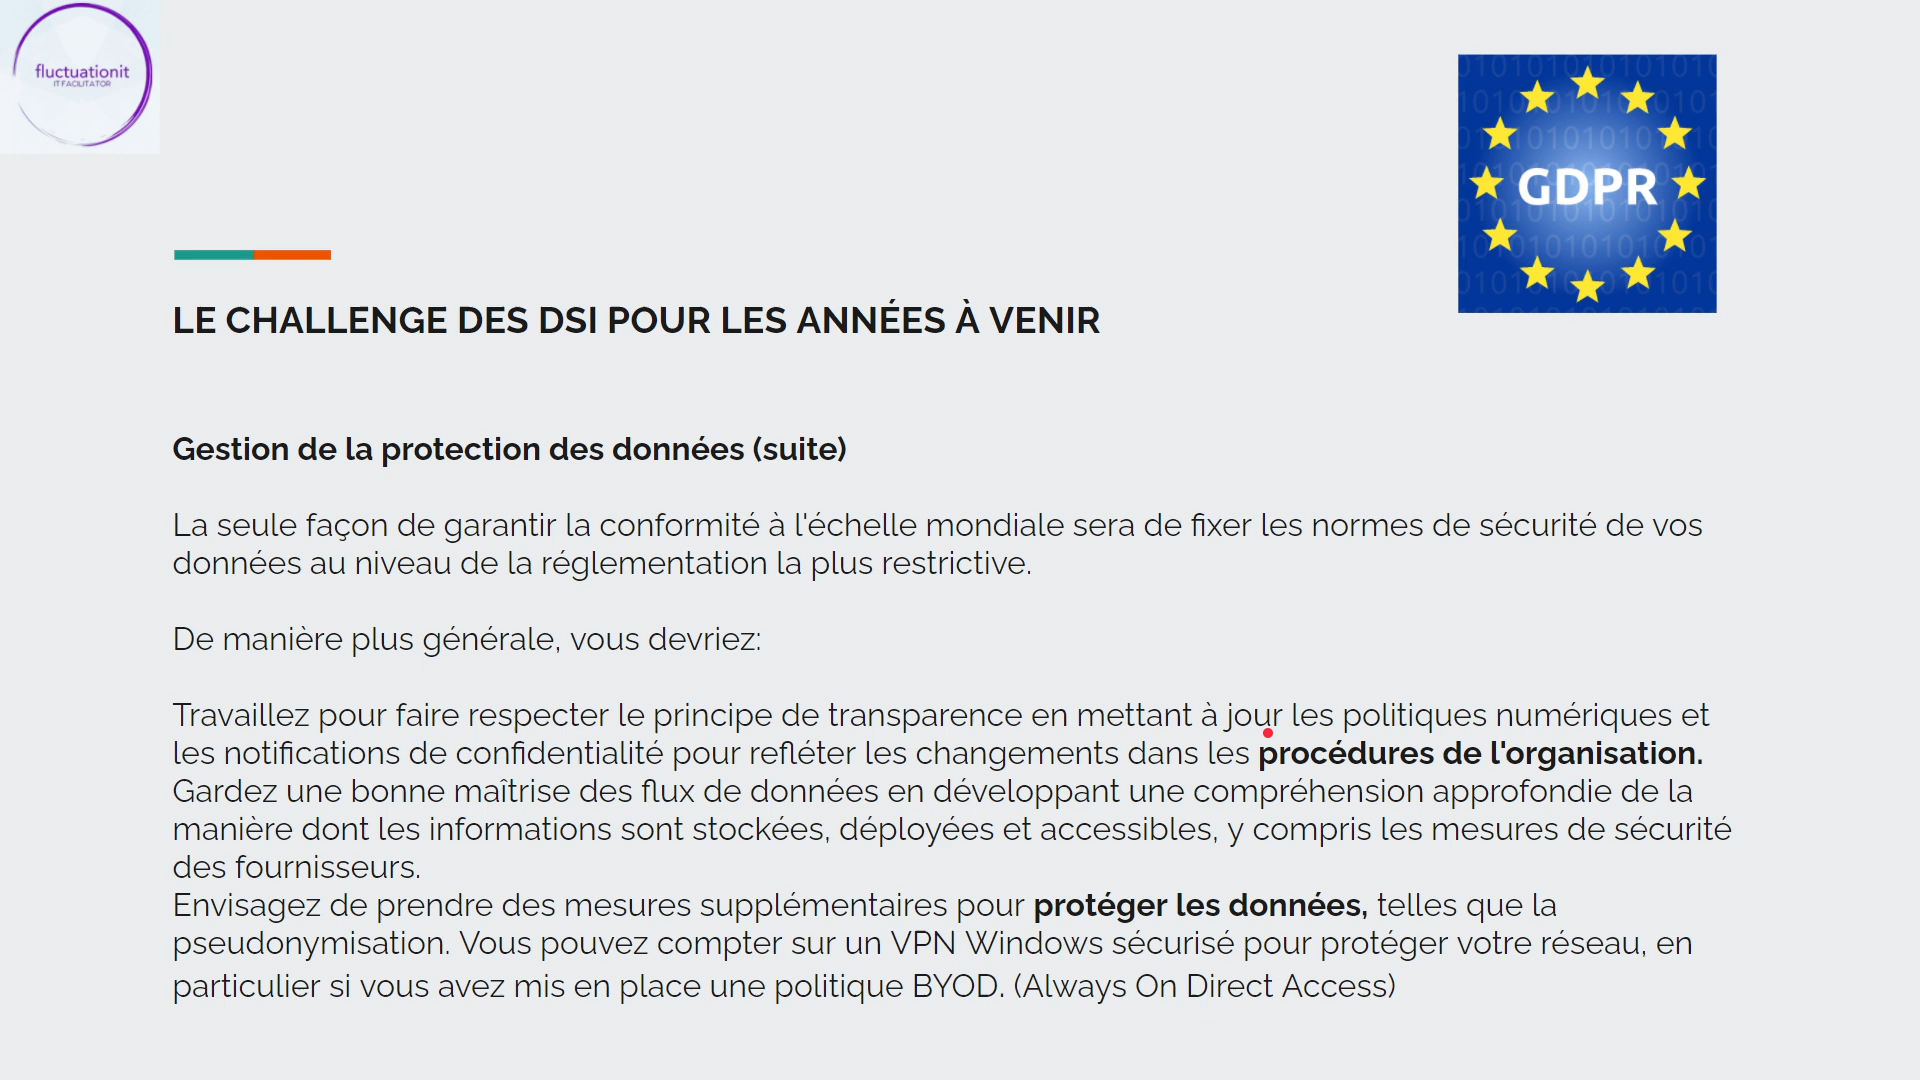 fluctuationit
IT FACILITATOR
GDPR
LE CHALLENGE DES DSI POUR LES ANNÉES À VENIR
Gestion de la protection des données (suite)
La seule façon de garantir la conformité à l'échelle mondiale sera de fixer les normes de sécurité de vos
données au niveau de la réglementation la plus restrictive.
De manière plus générale, vous devriez:
Travaillez pour faire respecter le principe de transparence en mettant à jour les politiques numériques et
les notifications de confidentialité pour refléter les changements dans les procédures de l'organisation.
Gardez une bonne maîtrise des flux de données en développant une compréhension approfondie de la
manière dont les informations sont stockées, déployées et accessibles, y compris les mesures de sécurité
des fournisseurs.
Envisagez de prendre des mesures supplémentaires pour protéger les données, telles que la
pseudonymisation. Vous pouvez compter sur un VPN Windows sécurisé pour protéger votre réseau, en
particulier si vous avez mis en place une politique BYOD. (Always On Direct Access)